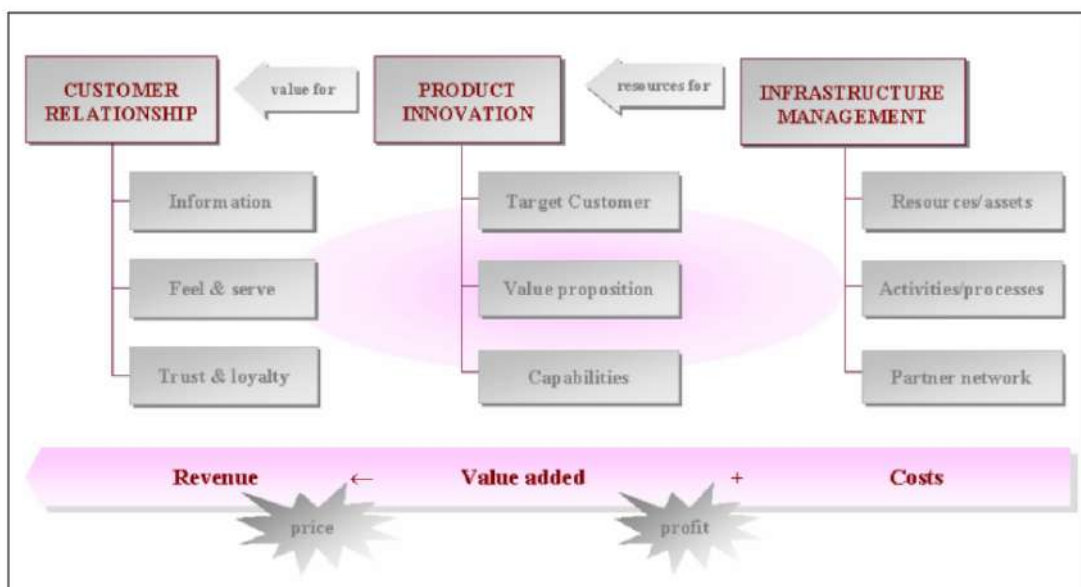 CUSTOMER
RELATIONSHIP
value for
PRODUCT
INNOVATION
resources for
INFRASTRUCTURE
MANAGEMENT
Information
Target Customer
Resources/assets
Feel & serve
Value proposition
Activities/processes
Trust & loyalty
Capabilities
Partner network
Revenue ← Value added + Costs
price
profit